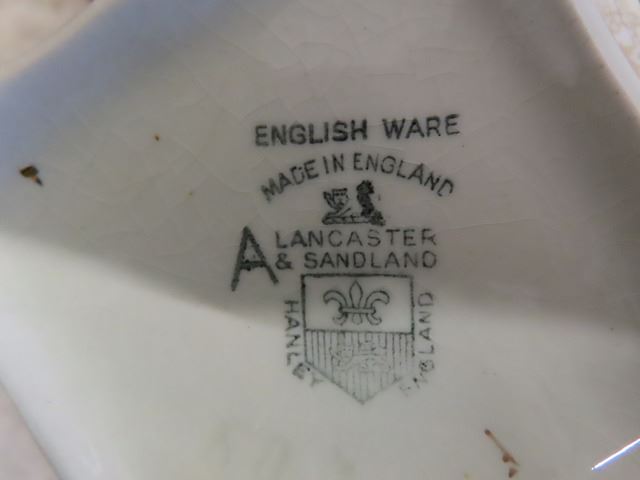 ENGLISH WARE
MADE IN ENGLAND
A LANCASTER
& SANDLAND
HANLEY
ENGLAND